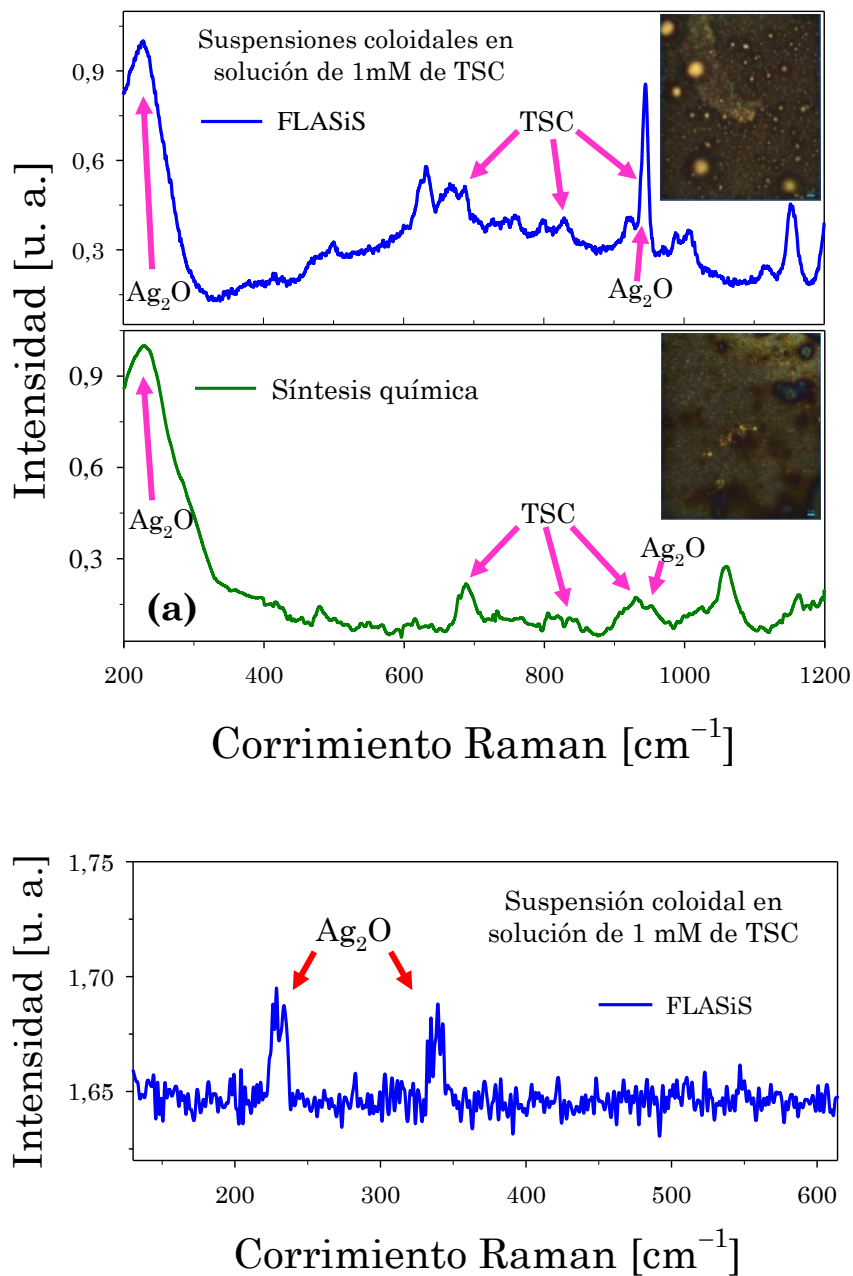 Suspensiones coloidales en
solución de 1mM de TSC
FLASiS
TSC
Ag₂O
Ag₂O
0,9
0,6
0,3
Intensidad [u. a.]
Síntesis química
TSC
Ag₂O
Ag₂O
0,9
0,6
0,3
(a)
200 400 600 800 1000 1200
Corrimiento Raman [cm⁻¹]
1,75
1,70
1,65
Intensidad [u. a.]
Suspensión coloidal en
solución de 1 mM de TSC
Ag₂O
FLASiS
200 300 400 500 600
Corrimiento Raman [cm⁻¹]